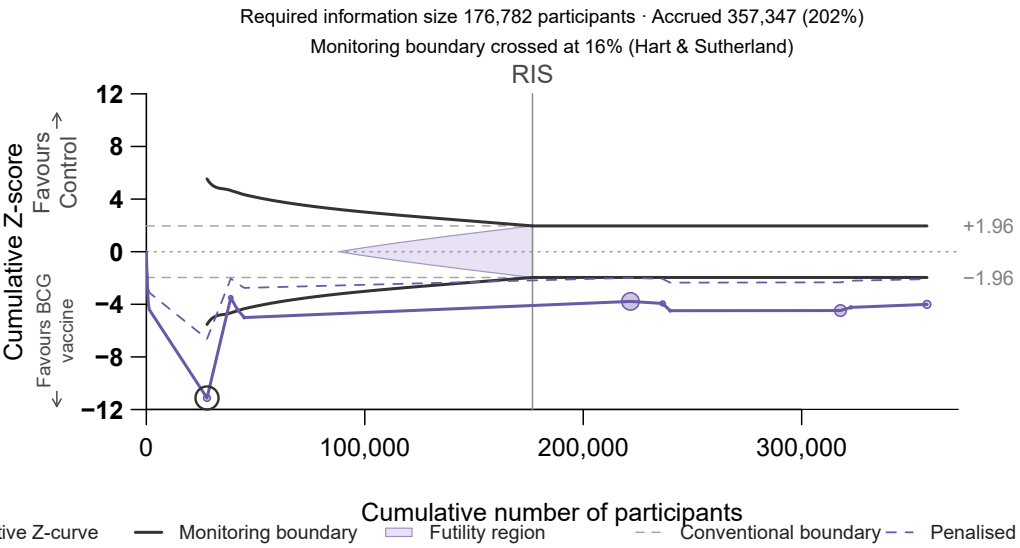 Required information size 176,782 participants · Accrued 357,347 (202%)
Monitoring boundary crossed at 16% (Hart & Sutherland)
RIS
12
8
4
0
−4
−8
−12
Cumulative Z-score
Favours Control →
← Favours BCG vaccine
+1.96
−1.96
0
100,000
200,000
300,000
Cumulative number of participants
tive Z-curve
Monitoring boundary
Futility region
Conventional boundary
Penalised